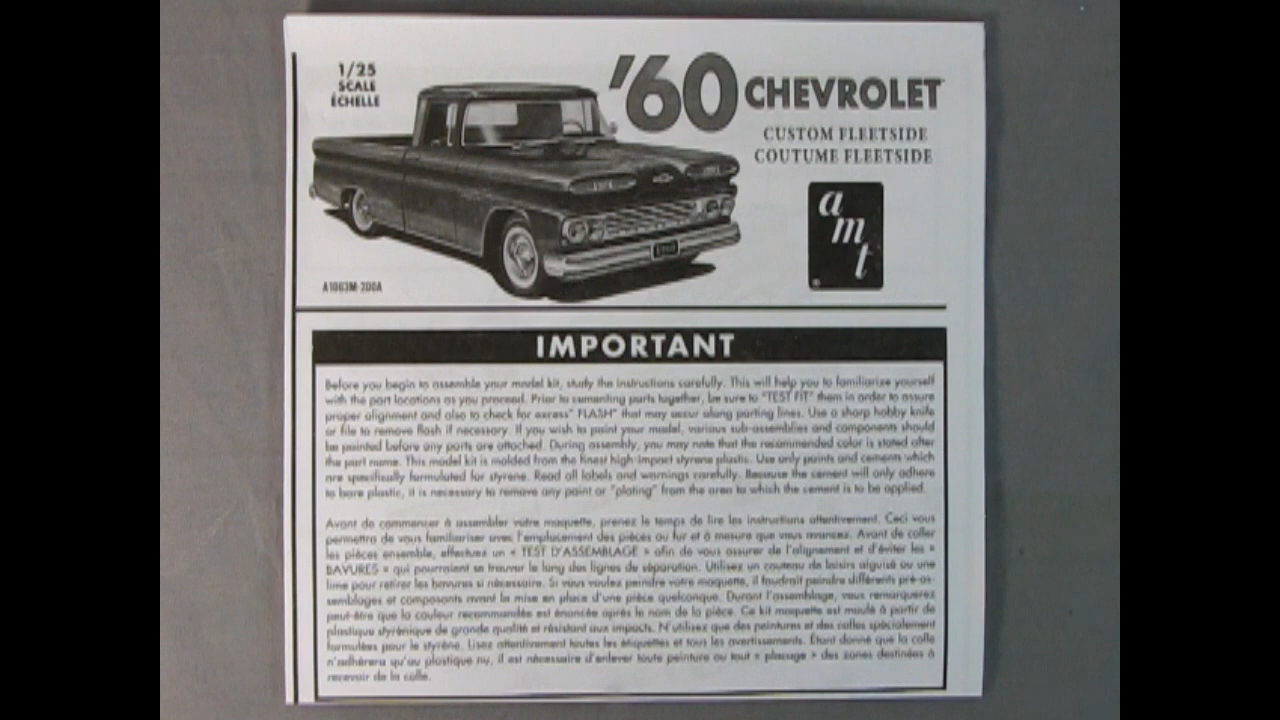 1/25
SCALE
ÉCHELLE
'60 CHEVROLET
CUSTOM FLEETSIDE
COUTUME FLEETSIDE
amt
A1063M-200A
IMPORTANT
Before you begin to assemble your model kit, study the instructions carefully. This will help you to familiarize yourself
with the part locations as you proceed. Prior to cementing parts together, be sure to "TEST FIT" them in order to assure
proper alignment and also to check for excess" FLASH" that may occur along parting lines. Use a sharp hobby knife
or file to remove flash if necessary. If you wish to paint your model, various sub-assemblies and components should
be painted before any parts are attached. During assembly, you may note that the recommended color is stated after
the part name. This model kit is molded from the finest high-impact styrene plastic. Use only paints and cements which
are specifically formulated for styrene. Read all labels and warnings carefully. Because the cement will only adhere
to bare plastic, it is necessary to remove any paint or "plating" from the area to which the cement is to be applied.
Avant de commencer à assembler votre maquette, prenez le temps de lire les instructions attentivement. Ceci vous
permettra de vous familiariser avec l'emplacement des pièces au fur et à mesure que vous avancez. Avant de coller
les pièces ensemble, effectuez un « TEST D'ASSEMBLAGE » afin de vous assurer de l'alignement et d'éviter les «
BAVURES » qui pourraient se trouver le long des lignes de séparation. Utilisez un couteau de loisirs aiguisé ou une
lime pour retirer les bavures si nécessaire. Si vous voulez peindre votre maquette, il faudrait peindre différents pré-as-
semblages et composants avant la mise en place d'une pièce quelconque. Durant l'assemblage, vous remarquerez
peut-être que la couleur recommandée est énoncée après le nom de la pièce. Ce kit maquette est moulé à partir de
plastique styrénique de grande qualité et résistant aux impacts. N'utilisez que des peintures et des colles spécialement
formulées pour le styrène. Lisez attentivement toutes les étiquettes et tous les avertissements. Étant donné que la colle
n'adhérera qu'au plastique nu, il est nécessaire d'enlever toute peinture ou tout « placage » des zones destinées à
recevoir de la colle.